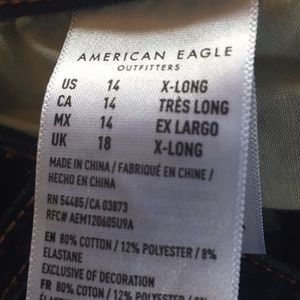 AMERICAN EAGLE
OUTFITTERS
US 14 X-LONG
CA 14 TRÈS LONG
MX 14 EX LARGO
UK 18 X-LONG
MADE IN CHINA / FABRIQUÉ EN CHINE /
HECHO EN CHINA
RN 54485/CA 03873
RFC# AEMT20605U9A
EN 80% COTTON / 12% POLYESTER / 8%
ELASTANE
EXCLUSIVE OF DECORATION
FR 80% COTON / 12% POLYESTER / 8%